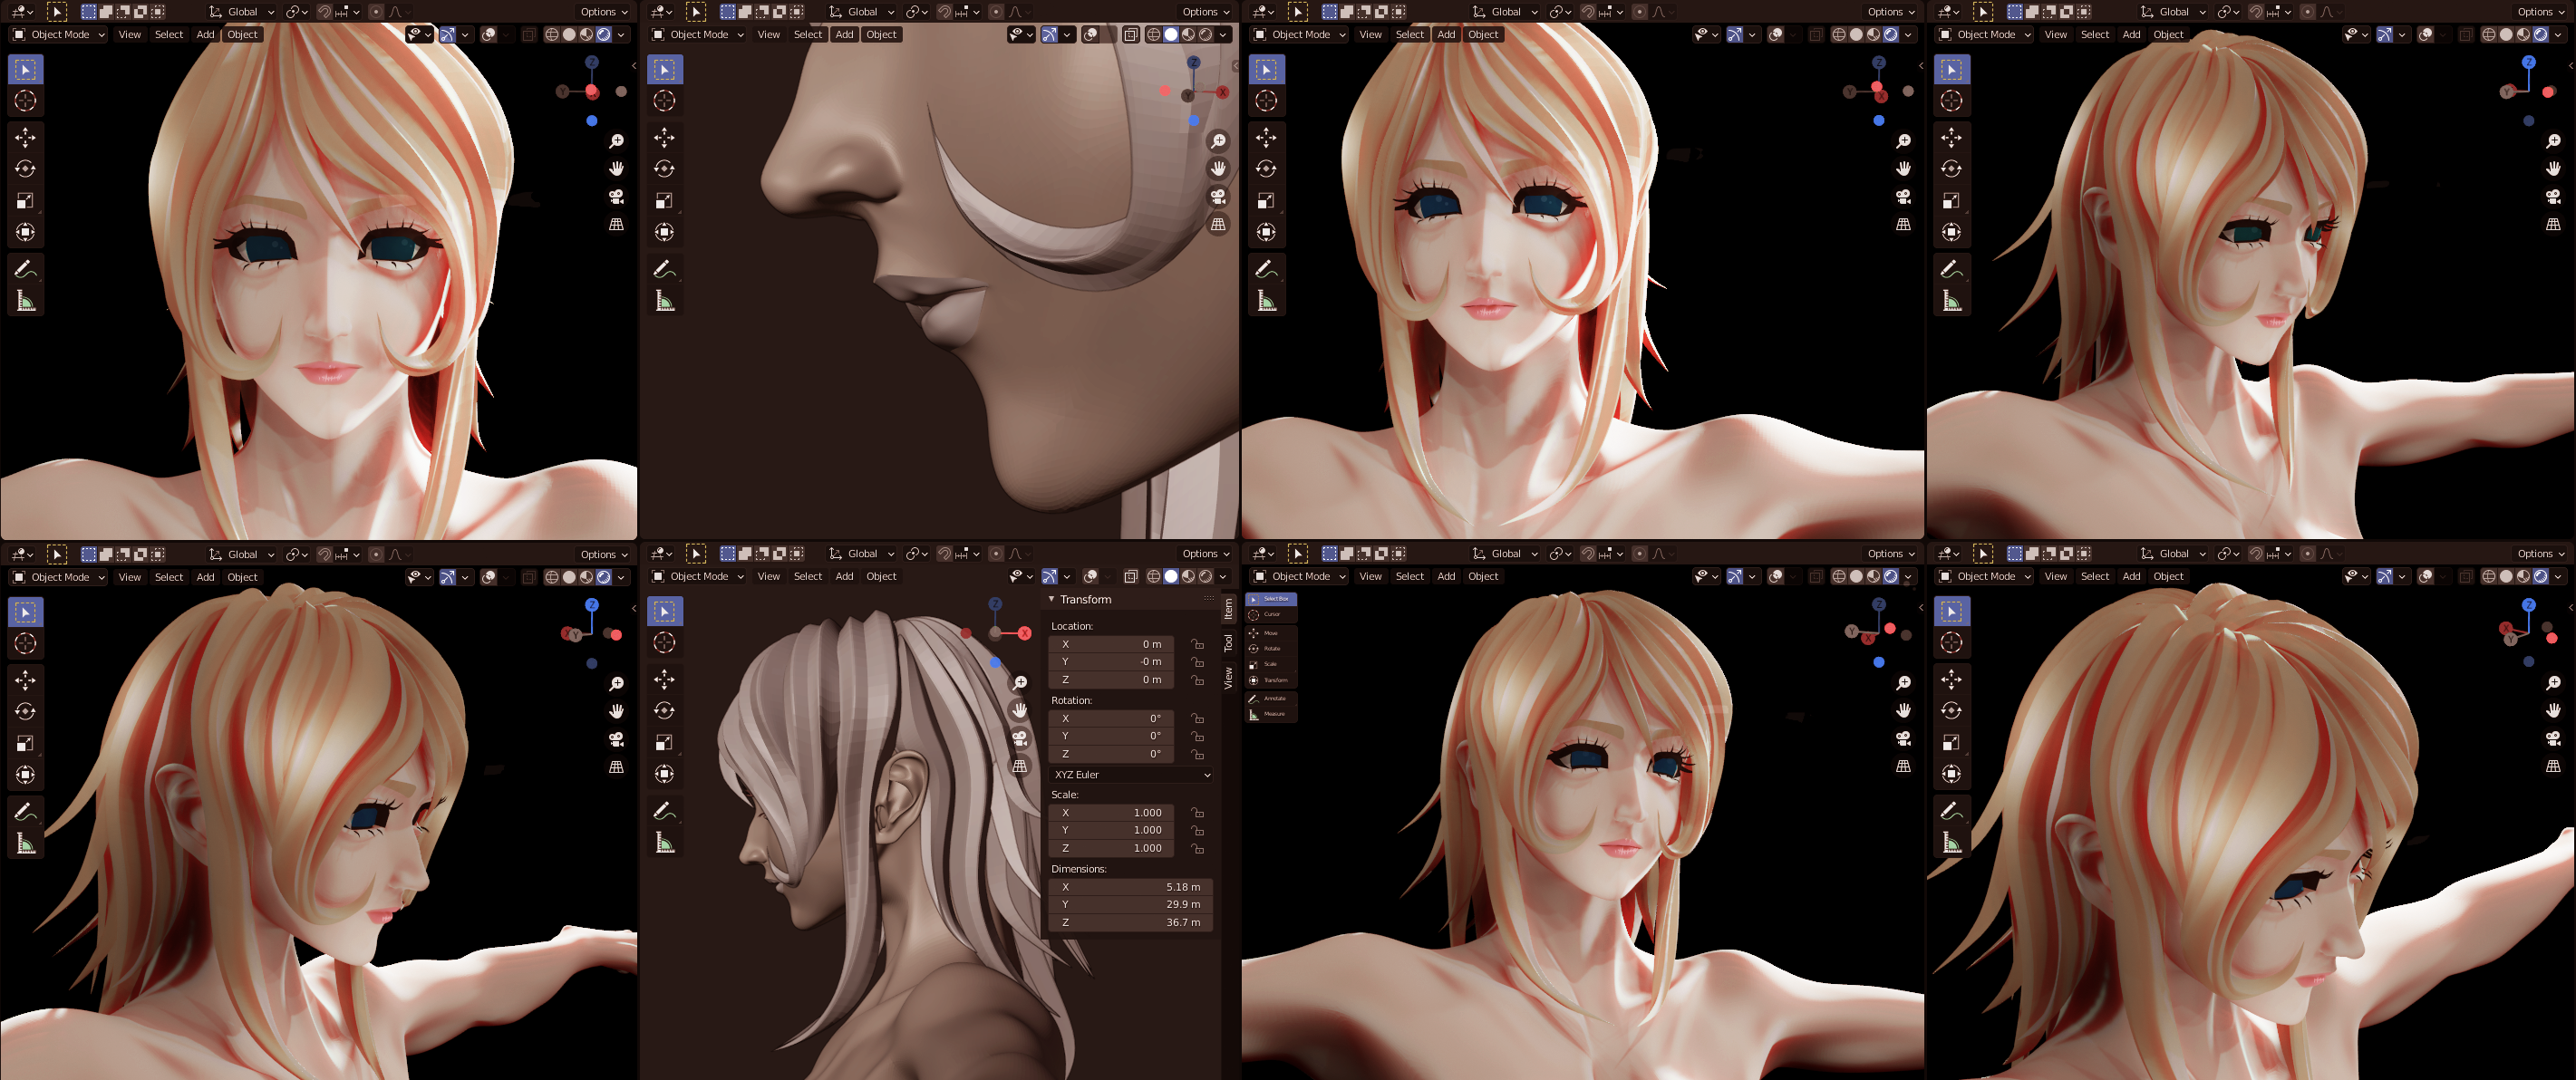 Global Options
Object Mode View Select Add Object
Z
Y X
Global Options
Object Mode View Select Add Object
Z
Y X
Global Options
Object Mode View Select Add Object
Z
Y X
Global Options
Object Mode View Select Add Object
Z
Y
Global Options
Object Mode View Select Add Object
Z
X Y
Global Options
Object Mode View Select Add Object
Z
X
Transform
Location:
X 0 m
Y -0 m
Z 0 m
Rotation:
X 0°
Y 0°
Z 0°
XYZ Euler
Scale:
X 1.000
Y 1.000
Z 1.000
Dimensions:
X 5.18 m
Y 29.9 m
Z 36.7 m
Item
Tool
View
Global Options
Object Mode View Select Add Object
Select Box
Cursor
Move
Rotate
Scale
Transform
Annotate
Measure
Z
Y X
Global Options
Object Mode View Select Add Object
Z
X
Y